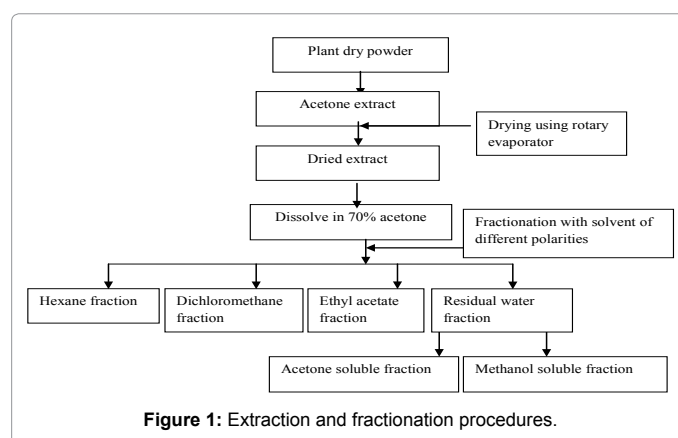 Plant dry powder
Acetone extract
Drying using rotary
evaporator
Dried extract
Dissolve in 70% acetone
Fractionation with solvent of
different polarities
Hexane fraction
Dichloromethane
fraction
Ethyl acetate
fraction
Residual water
fraction
Acetone soluble fraction
Methanol soluble fraction
Figure 1: Extraction and fractionation procedures.